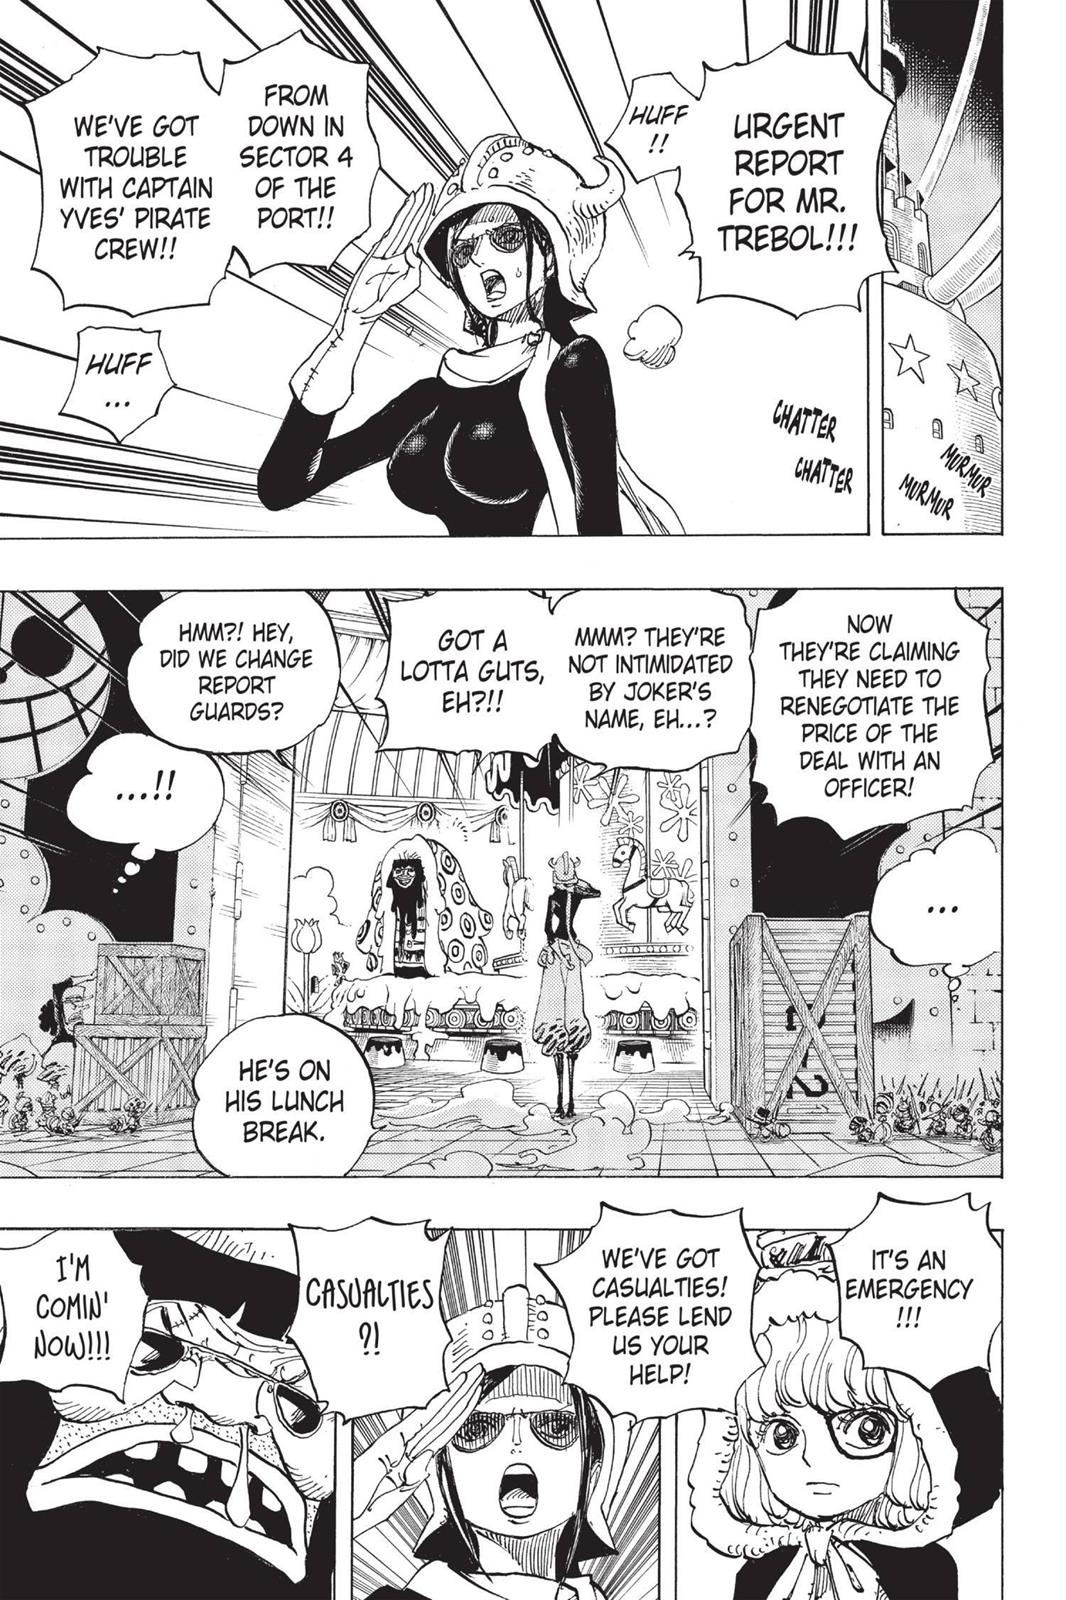 MURMUR
MURMUR
URGENT
REPORT
FOR MR.
TREBOL!!!
HUFF
!!
CHATTER
CHATTER
FROM
DOWN IN
SECTOR 4
OF THE
PORT!!
WE'VE GOT
TROUBLE
WITH CAPTAIN
YVES' PIRATE
CREW!!
HUFF
...
NOW
THEY'RE CLAIMING
THEY NEED TO
RENEGOTIATE THE
PRICE OF THE
DEAL WITH AN
OFFICER!
...
MMM? THEY'RE
NOT INTIMIDATED
BY JOKER'S
NAME, EH...?
GOT A
LOTTA GUTS,
EH?!!
HMM?! HEY,
DID WE CHANGE
REPORT
GUARDS?
...!!
HE'S ON
HIS LUNCH
BREAK.
IT'S AN
EMERGENCY
!!!
WE'VE GOT
CASUALTIES!
PLEASE LEND
US YOUR
HELP!
CASUALTIES
?!
I'M
COMIN'
NOW!!!